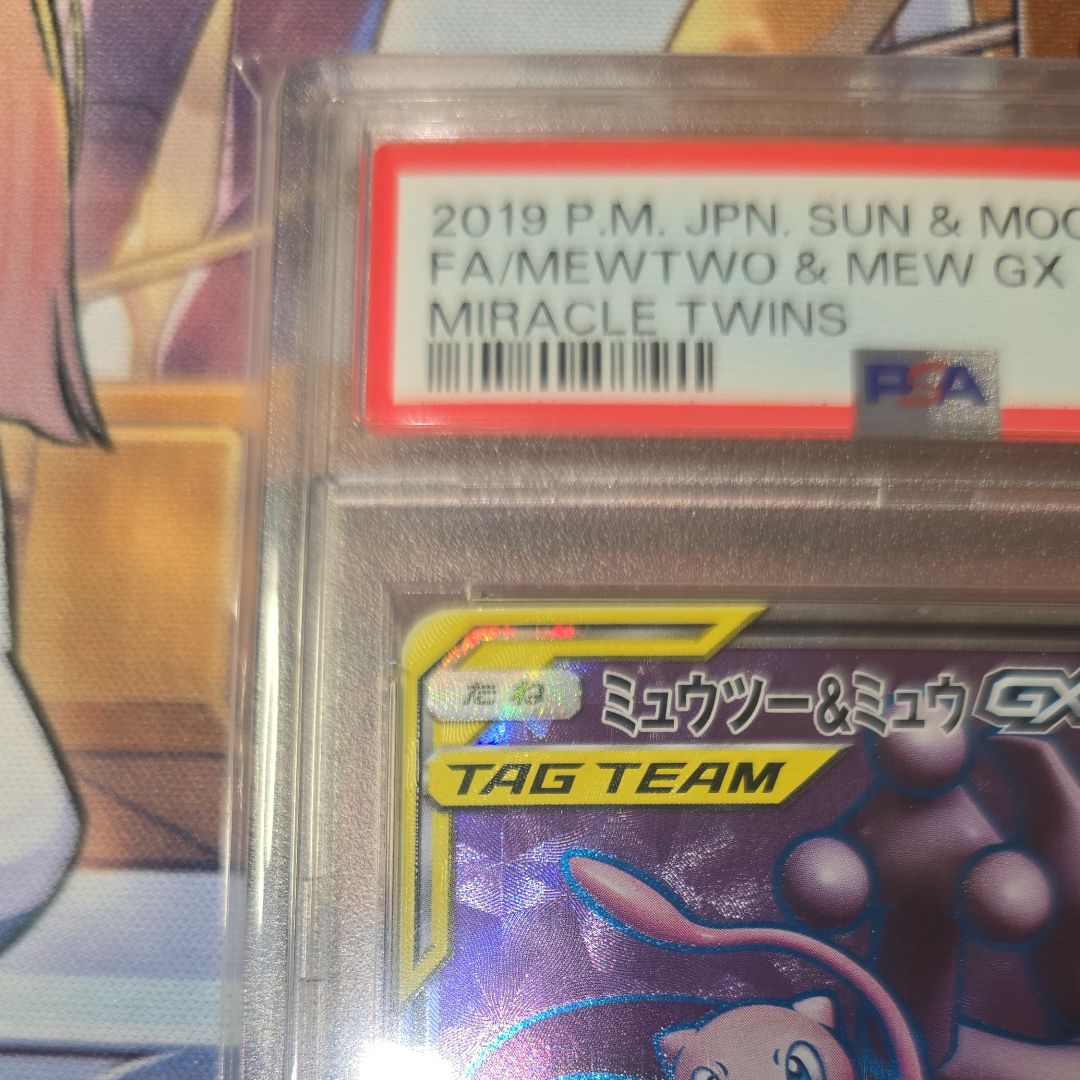 2019 P.M. JPN. SUN & MOO
FA/MEWTWO & MEW GX
MIRACLE TWINS
PSA
ミュウツー&ミュウGX
TAG TEAM